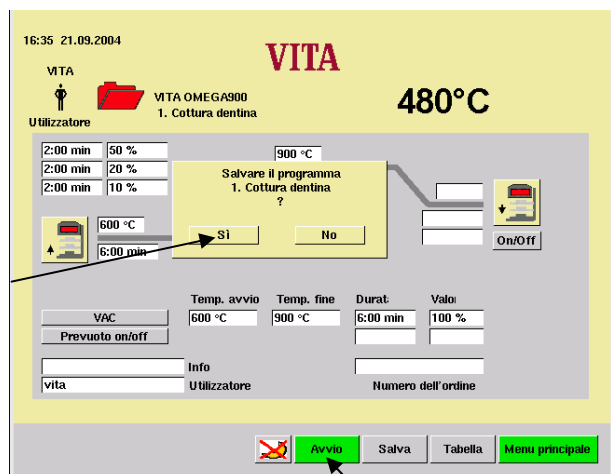 16:35 21.09.2004
VITA
VITA
Utilizzatore
VITA OMEGA900
1. Cottura dentina
480°C
2:00 min 50 %
2:00 min 20 %
2:00 min 10 %
900 °C
Salvare il programma
1. Cottura dentina
?
Sì No
600 °C
6:00 min
On/Off
Temp. avvio Temp. fine Durat Valor
VAC 600 °C 900 °C 6:00 min 100 %
Prevuoto on/off
Info
vita Utilizzatore Numero dell'ordine
Avvio Salva Tabella Menu principale